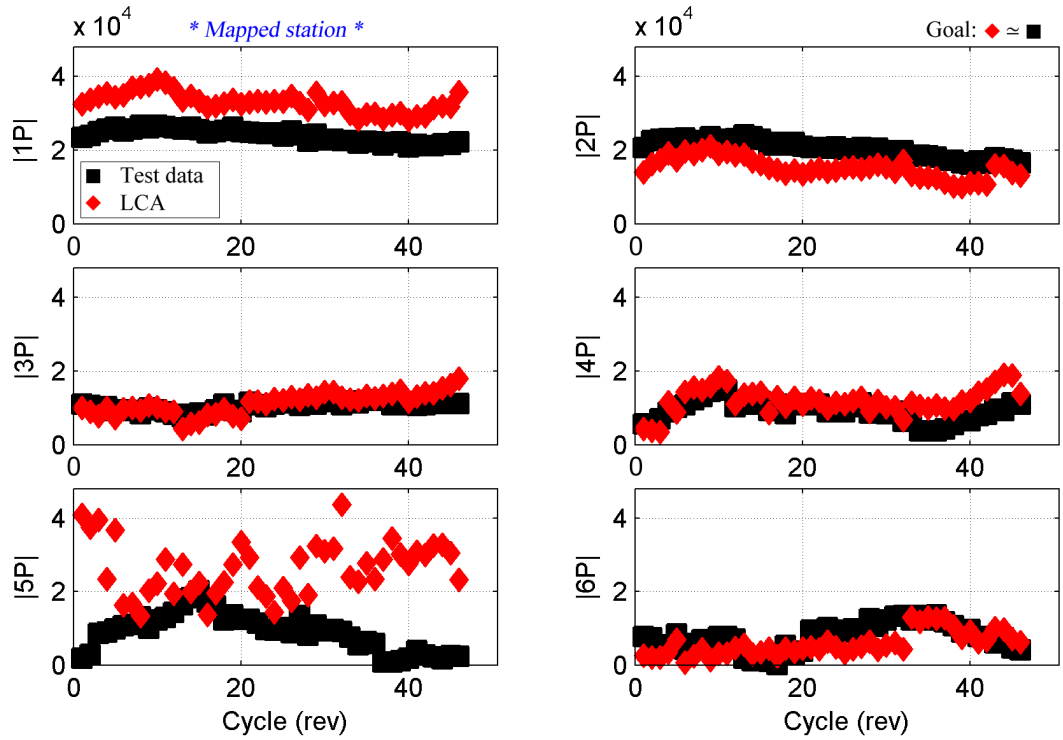 x 10^4
* Mapped station *
x 10^4
Goal: ♦ ≃ ■
4
2
0
|1P|
Test data
LCA
0 20 40
4
2
0
|2P|
0 20 40
4
2
0
|3P|
0 20 40
4
2
0
|4P|
0 20 40
4
2
0
|5P|
0 20 40
Cycle (rev)
4
2
0
|6P|
0 20 40
Cycle (rev)